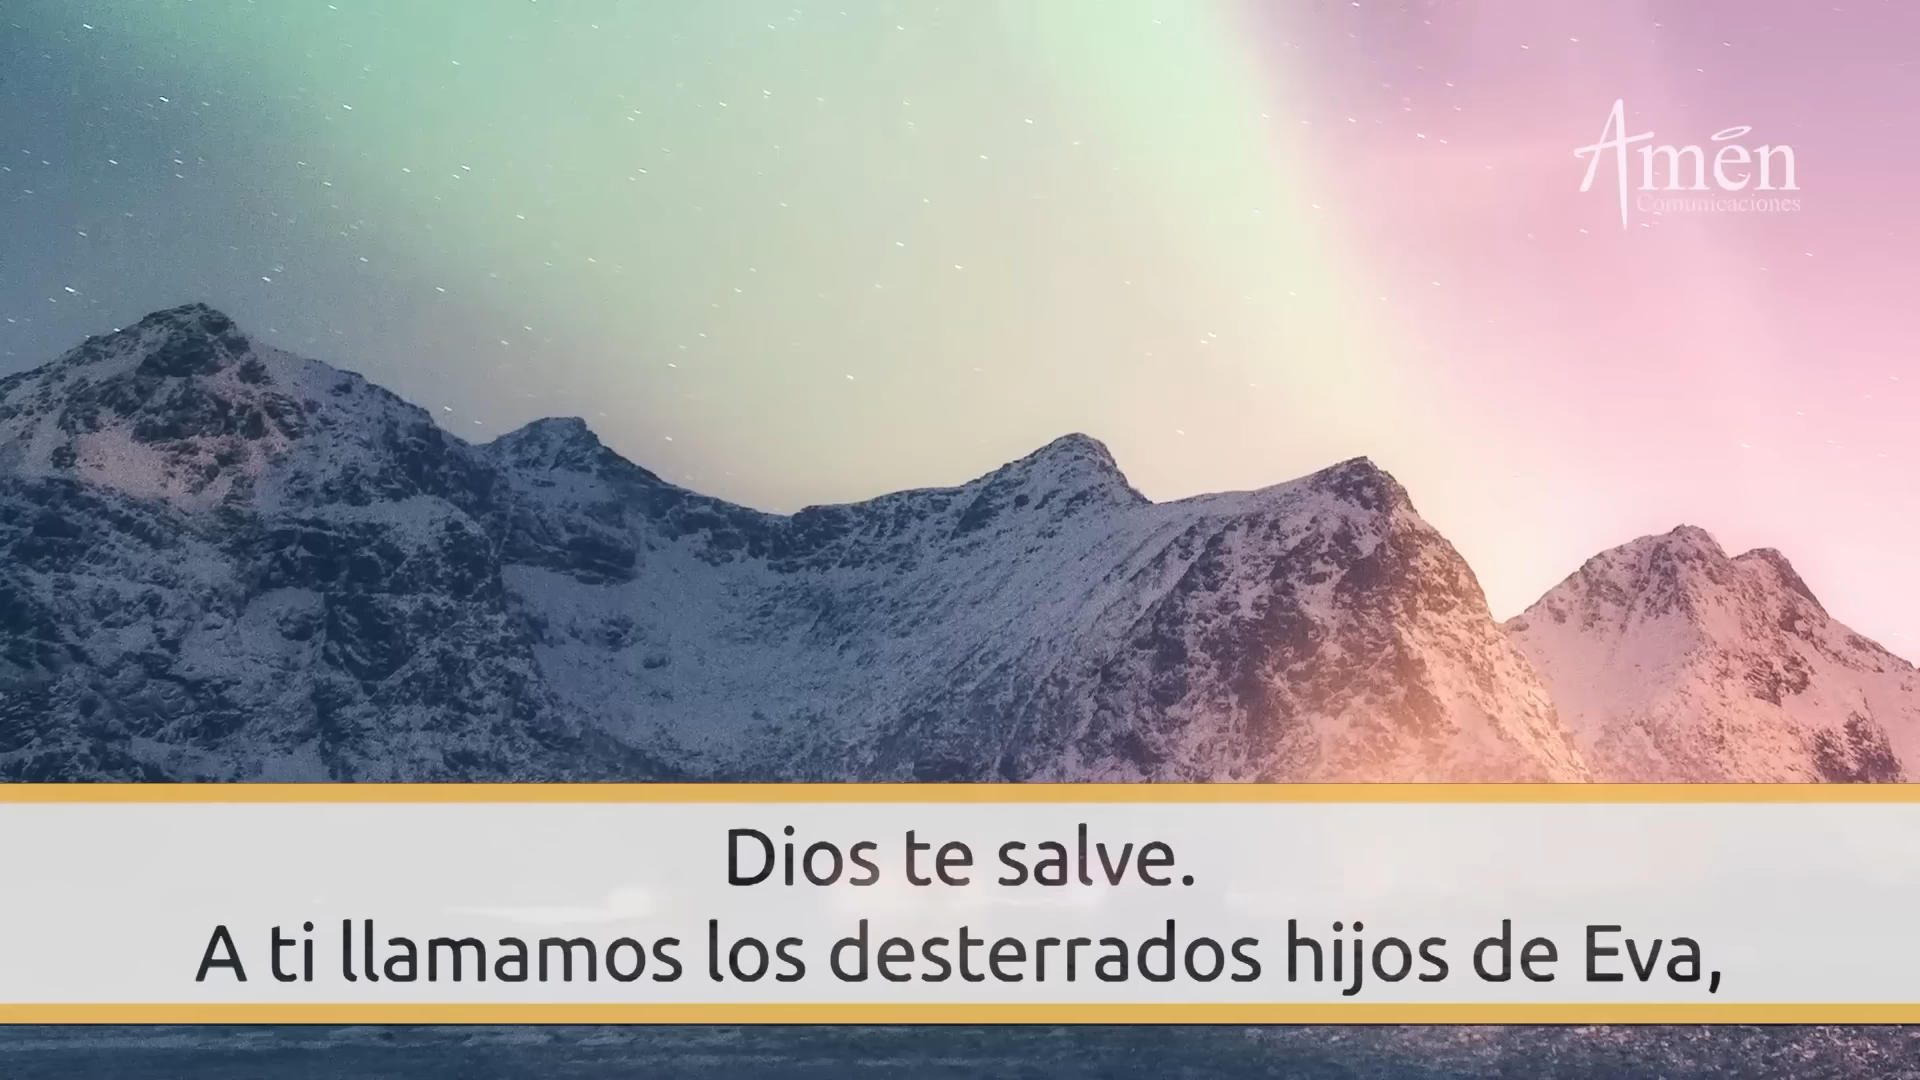 Amén
Comunicaciones
Dios te salve.
A ti llamamos los desterrados hijos de Eva,